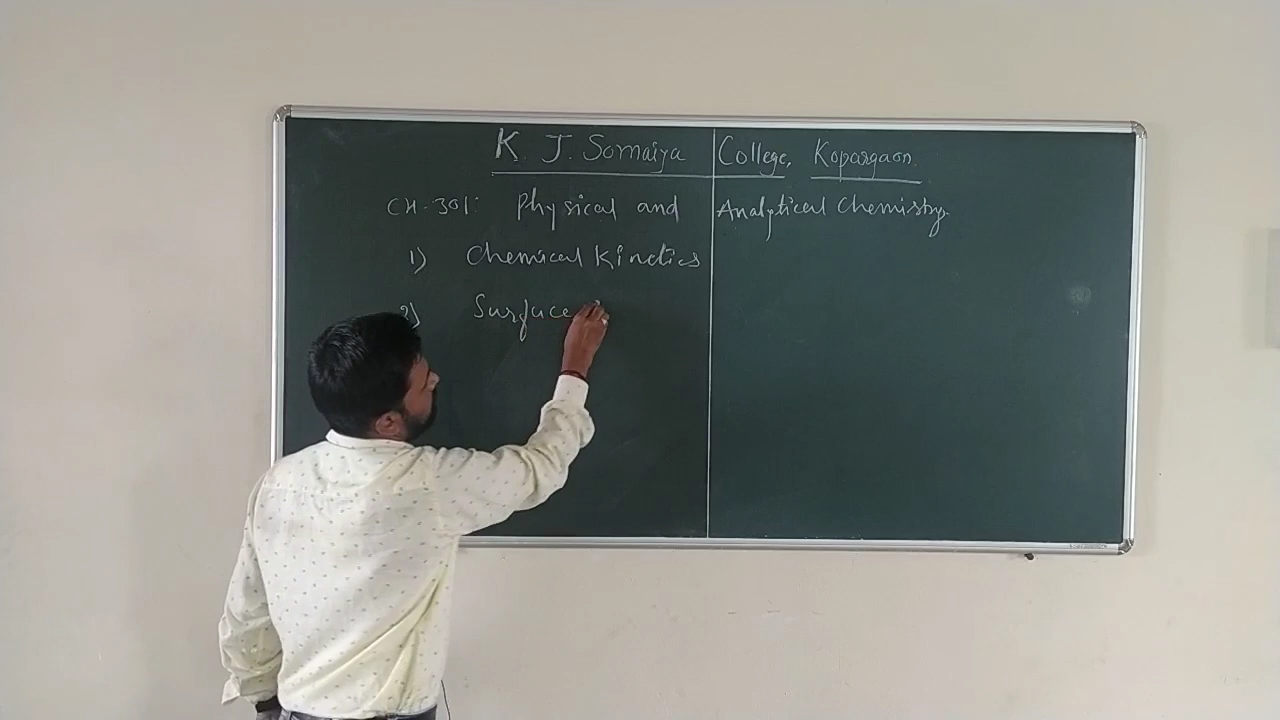 K. J. Somaiya College, Kopargaon.
CH-301: Physical and Analytical Chemistry.
1) Chemical Kinetics
2) Surface